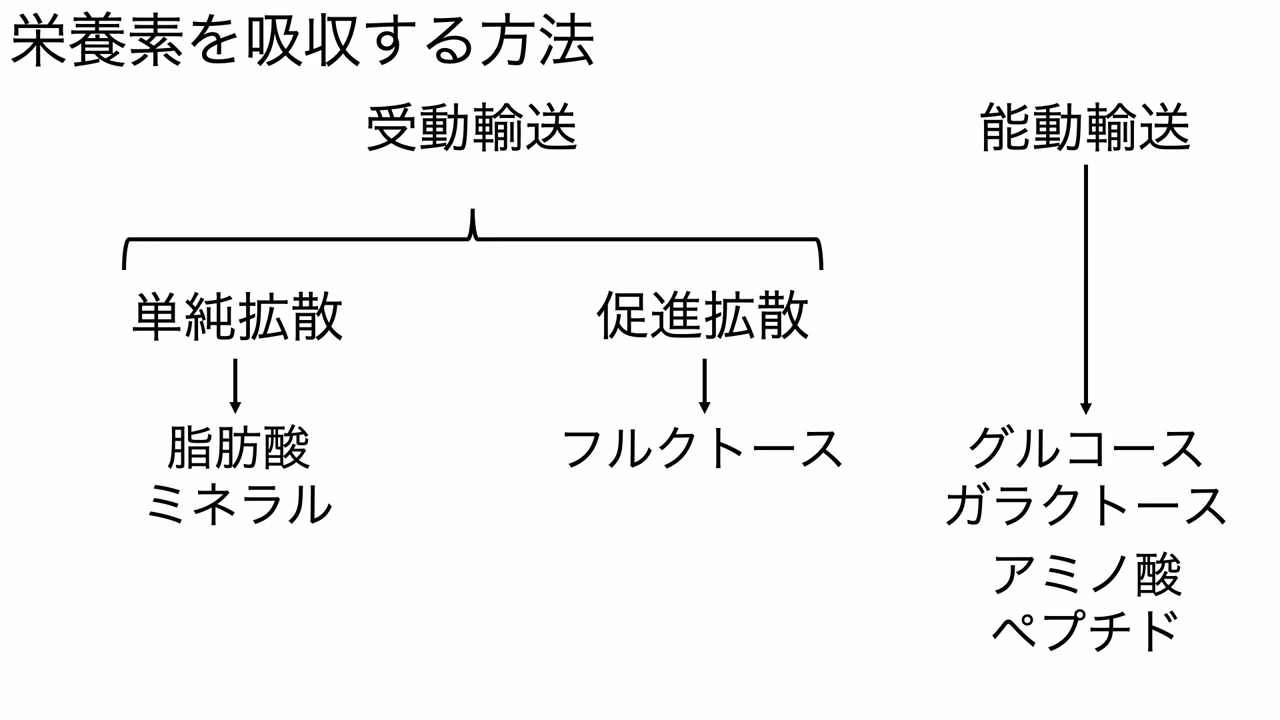 栄養素を吸収する方法
受動輸送
能動輸送
単純拡散
促進拡散
脂肪酸
ミネラル
フルクトース
グルコース
ガラクトース
アミノ酸
ペプチド